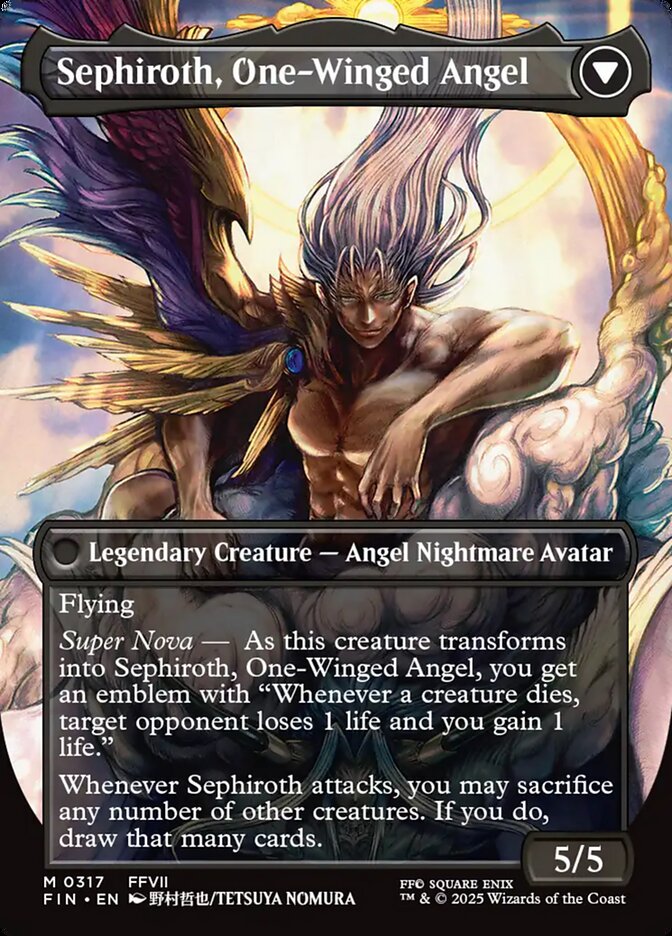 Sephiroth, One-Winged Angel
Legendary Creature — Angel Nightmare Avatar
Flying
Super Nova — As this creature transforms
into Sephiroth, One-Winged Angel, you get
an emblem with “Whenever a creature dies,
target opponent loses 1 life and you gain 1
life.”
Whenever Sephiroth attacks, you may sacrifice
any number of other creatures. If you do,
draw that many cards.
5/5
M 0317 FFVII
FIN • EN 野村哲也/TETSUYA NOMURA
FF© SQUARE ENIX
™ & © 2025 Wizards of the Coast